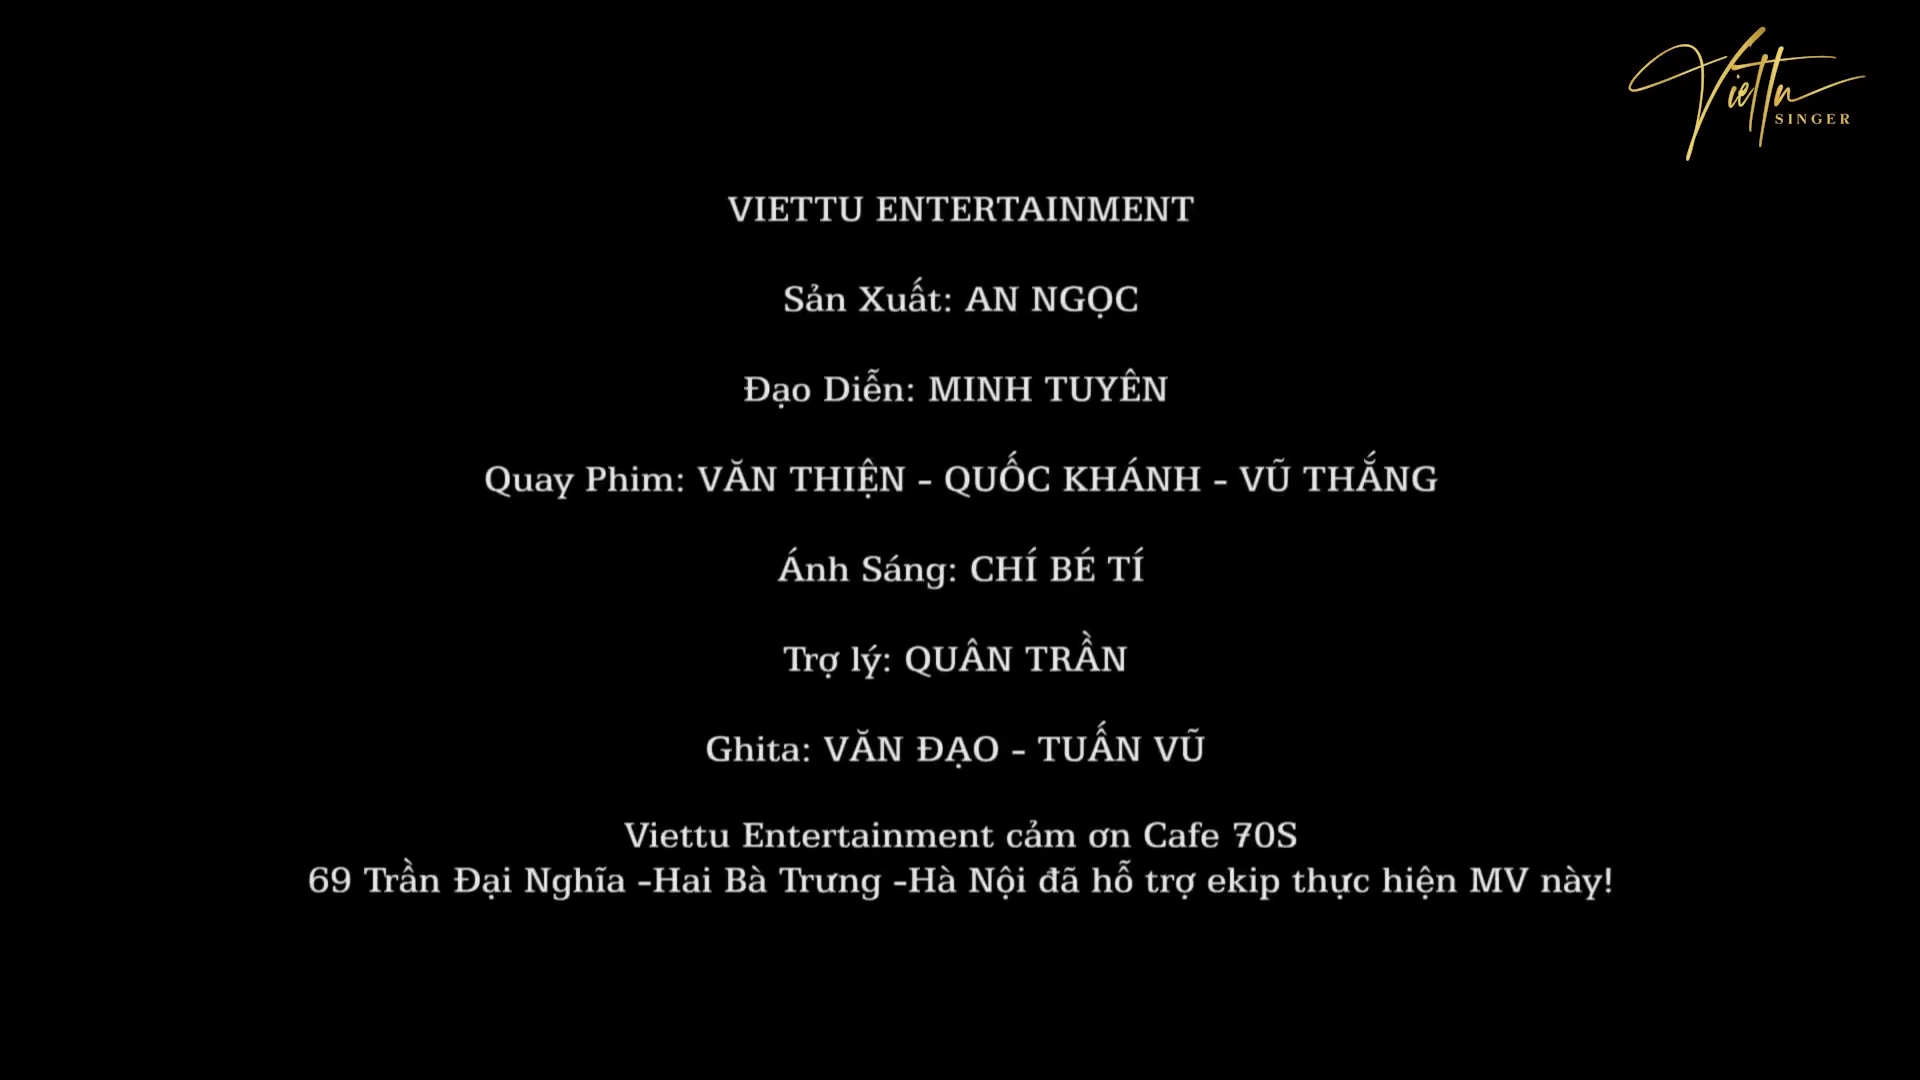 Viettu
SINGER
VIETTU ENTERTAINMENT
Sản Xuất: AN NGỌC
Đạo Diễn: MINH TUYÊN
Quay Phim: VĂN THIỆN - QUỐC KHÁNH - VŨ THẮNG
Ánh Sáng: CHÍ BÉ TÍ
Trợ lý: QUÂN TRẦN
Ghita: VĂN ĐẠO - TUẤN VŨ
Viettu Entertainment cảm ơn Cafe 70S
69 Trần Đại Nghĩa -Hai Bà Trưng -Hà Nội đã hỗ trợ ekip thực hiện MV này!